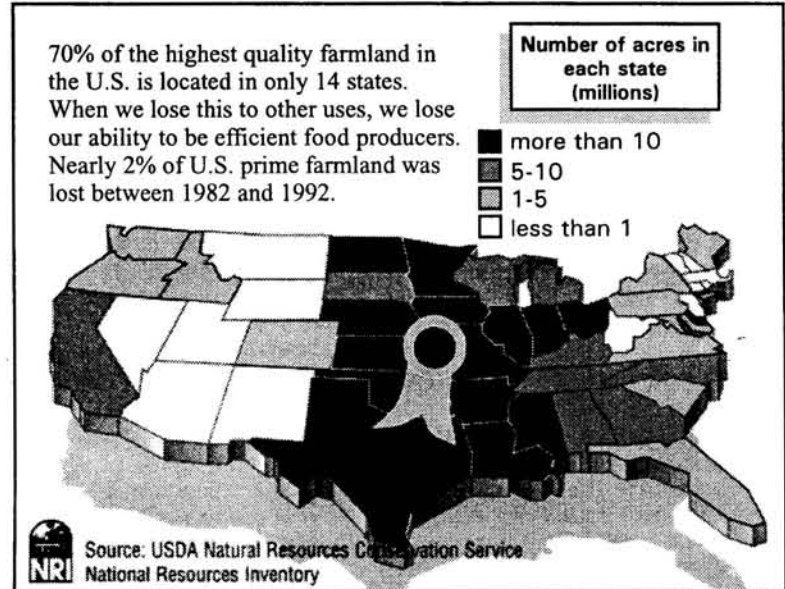 70% of the highest quality farmland in
the U.S. is located in only 14 states.
When we lose this to other uses, we lose
our ability to be efficient food producers.
Nearly 2% of U.S. prime farmland was
lost between 1982 and 1992.
Number of acres in
each state
(millions)
more than 10
5-10
1-5
less than 1
NRI
Source: USDA Natural Resources Conservation Service
National Resources Inventory